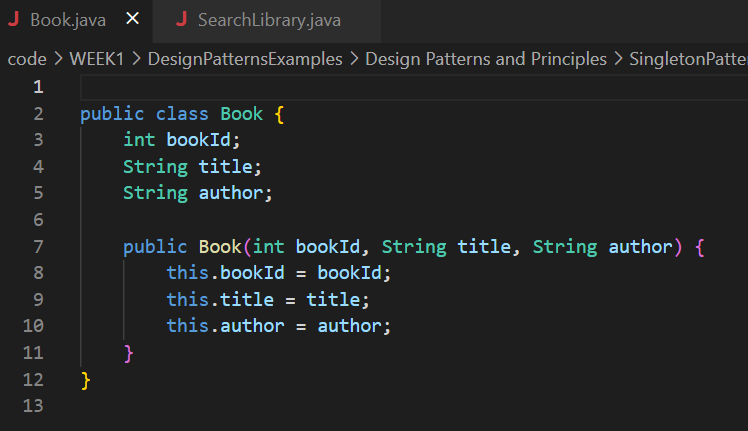 J Book.java × J SearchLibrary.java
code > WEEK1 > DesignPatternsExamples > Design Patterns and Principles > SingletonPatte
1
2 public class Book {
3 int bookId;
4 String title;
5 String author;
6
7 public Book(int bookId, String title, String author) {
8 this.bookId = bookId;
9 this.title = title;
10 this.author = author;
11 }
12 }
13